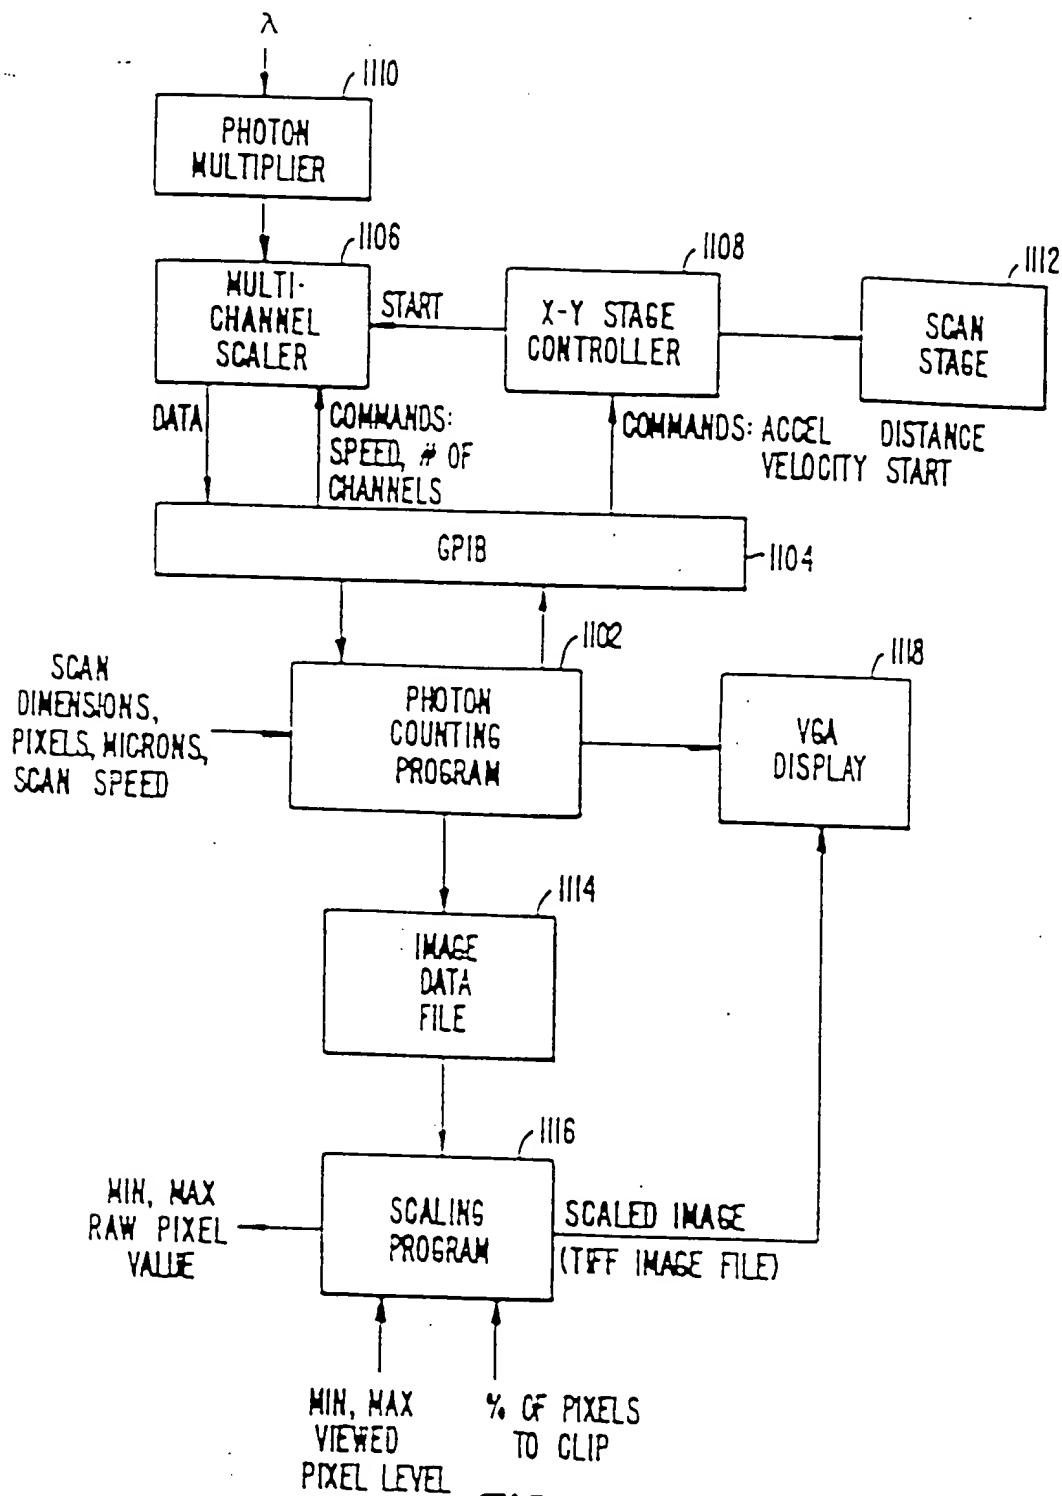 λ
1110
PHOTON
MULTIPLIER
1106
MULTI-
CHANNEL
SCALER
START
1108
X-Y STAGE
CONTROLLER
1112
SCAN
STAGE
DATA
COMMANDS:
SPEED, # OF
CHANNELS
COMMANDS: ACCEL DISTANCE
VELOCITY START
GPIB
1104
1102
SCAN
DIMENSIONS,
PIXELS, MICRONS,
SCAN SPEED
PHOTON
COUNTING
PROGRAM
1118
VGA
DISPLAY
1114
IMAGE
DATA
FILE
1116
MIN, MAX
RAW PIXEL
VALUE
SCALING
PROGRAM
SCALED IMAGE
(TIFF IMAGE FILE)
MIN, MAX
VIEWED
PIXEL LEVEL
% OF PIXELS
TO CLIP